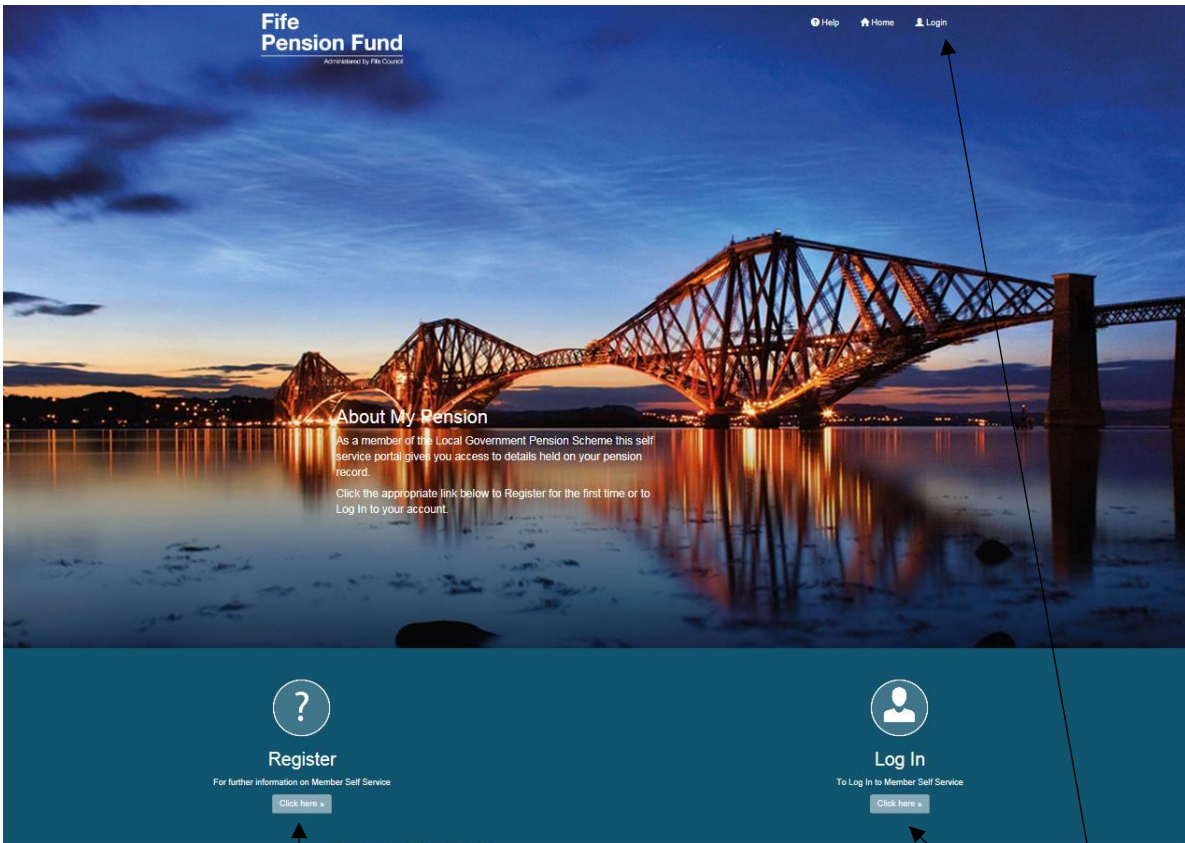 Fife
Pension Fund
Administered by Fife Council
Help Home Login
About My Pension
As a member of the Local Government Pension Scheme this self
service portal gives you access to details held on your pension
record.
Click the appropriate link below to Register for the first time or to
Log In to your account.
?
Register
For further information on Member Self Service
Click here »
Log In
To Log In to Member Self Service
Click here »